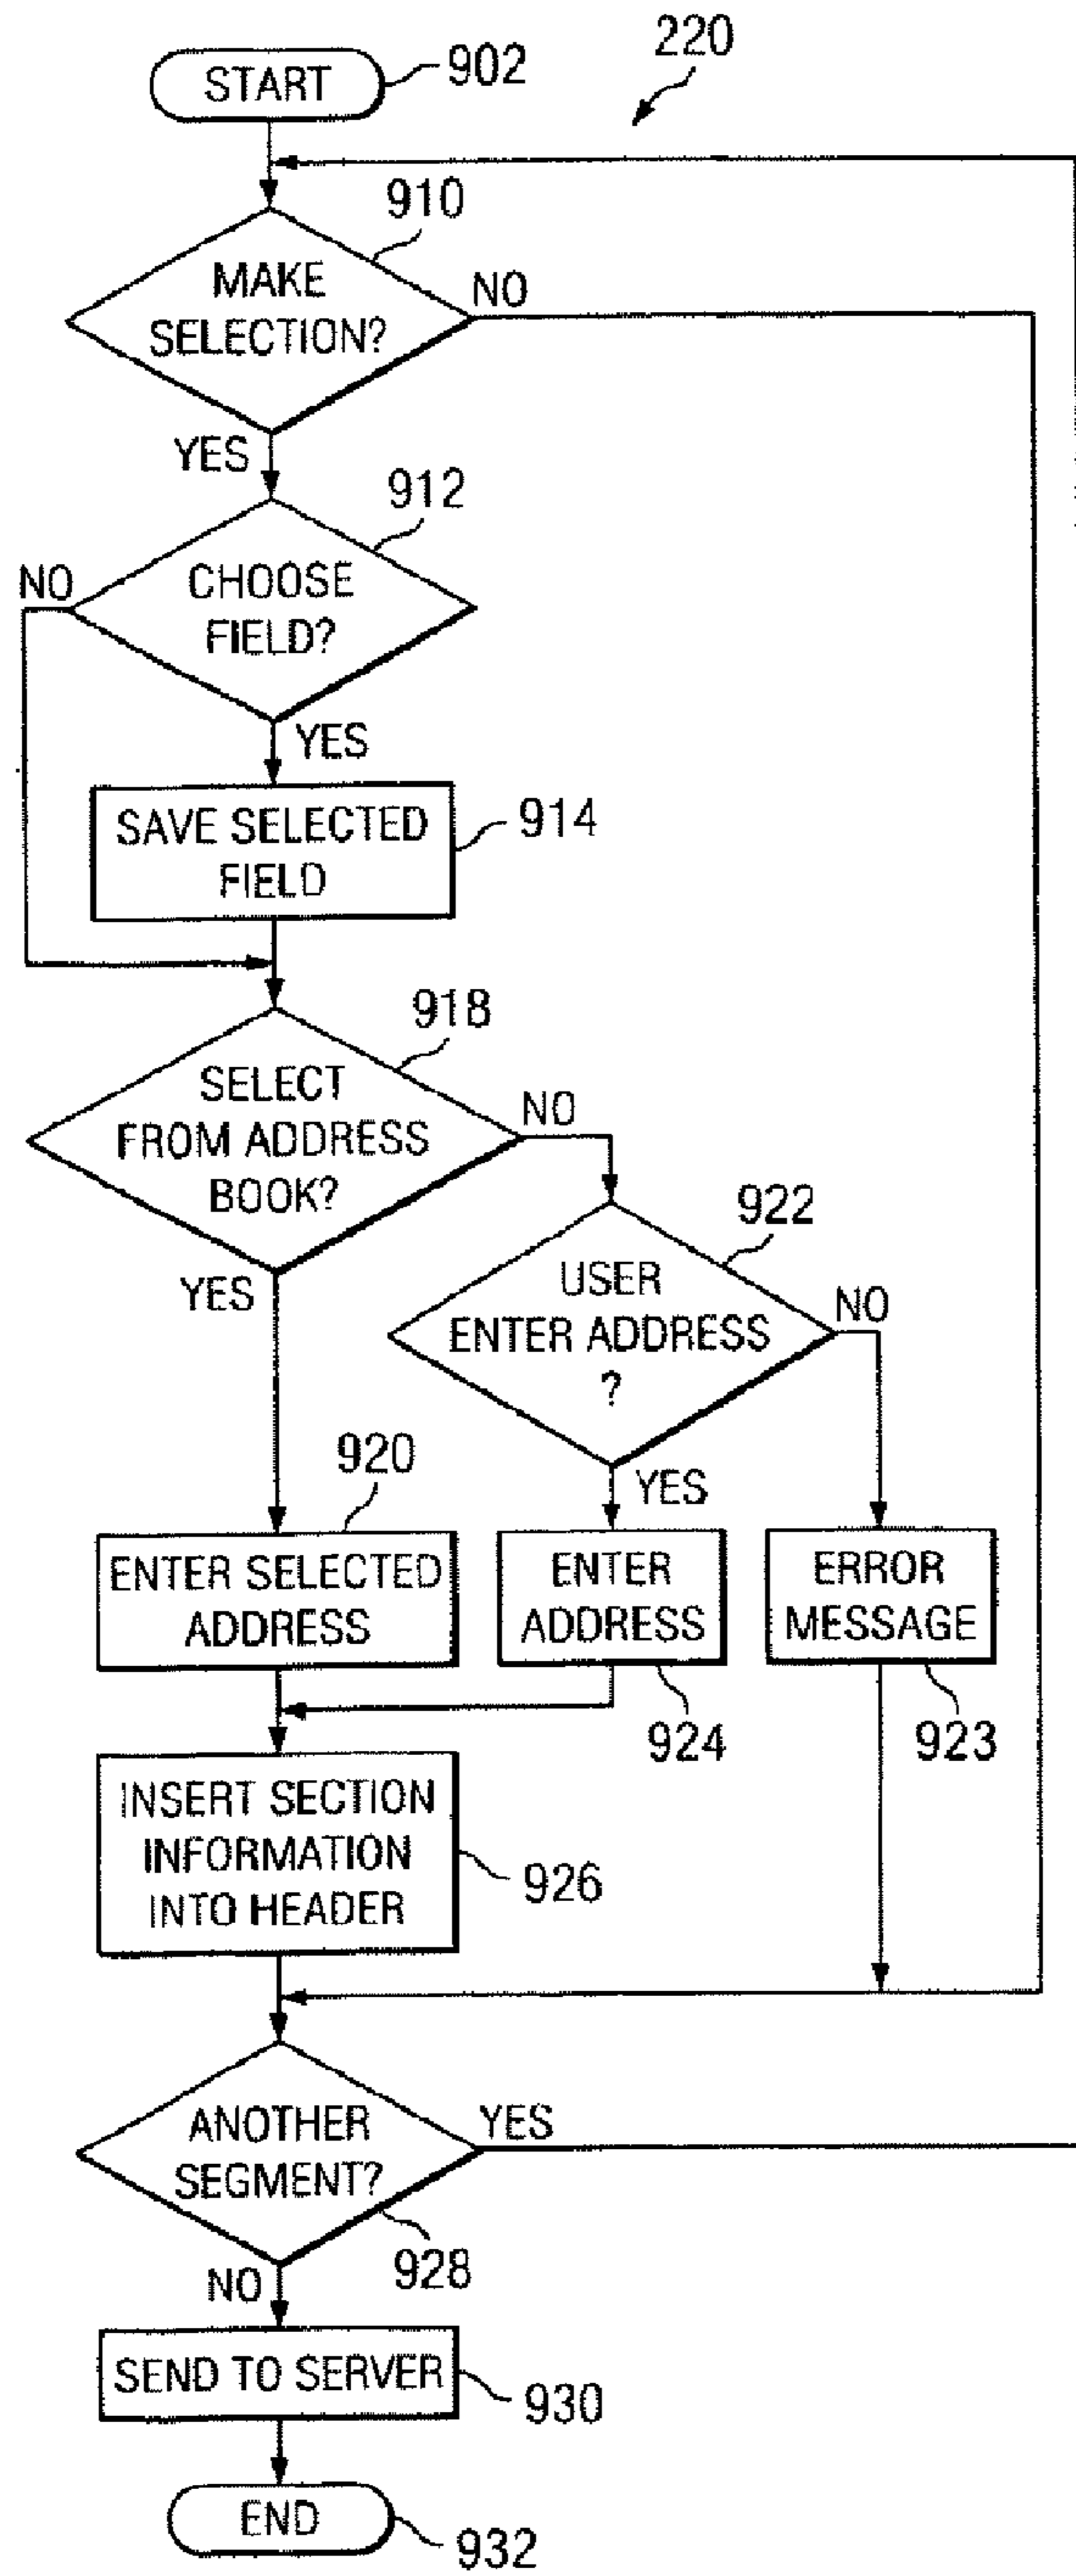 220
START
902
910
MAKE
SELECTION?
NO
YES
912
NO
CHOOSE
FIELD?
YES
SAVE SELECTED
FIELD
914
918
SELECT
FROM ADDRESS
BOOK?
NO
YES
922
USER
ENTER ADDRESS
?
NO
YES
920
ENTER SELECTED
ADDRESS
ENTER
ADDRESS
924
ERROR
MESSAGE
923
INSERT SECTION
INFORMATION
INTO HEADER
926
ANOTHER
SEGMENT?
YES
928
NO
SEND TO SERVER
930
END
932